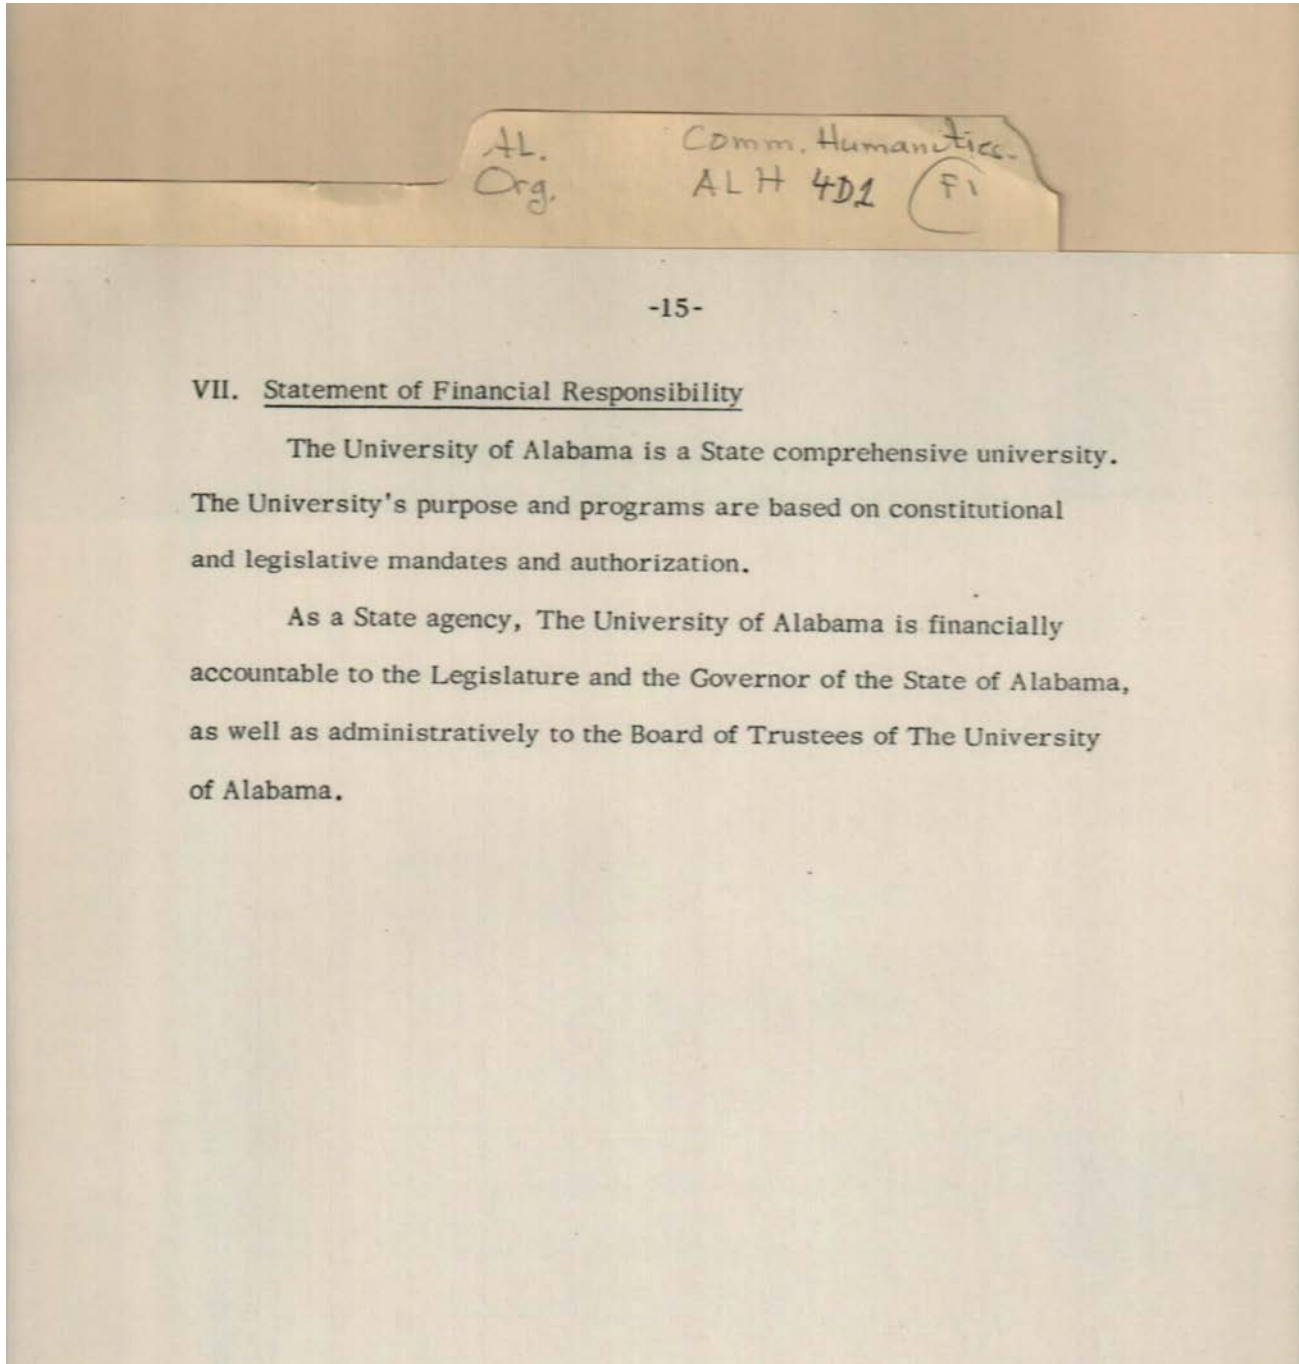 AL. Comm. Humanities.
Org. ALH 4D1 F1
-15-
VII. Statement of Financial Responsibility
The University of Alabama is a State comprehensive university.
The University's purpose and programs are based on constitutional
and legislative mandates and authorization.
As a State agency, The University of Alabama is financially
accountable to the Legislature and the Governor of the State of Alabama,
as well as administratively to the Board of Trustees of The University
of Alabama.